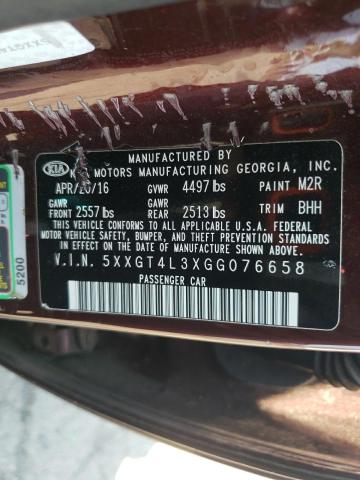 MANUFACTURED BY
KIA MOTORS MANUFACTURING GEORGIA, INC.
APR/20/16 GVWR 4497 lbs PAINT M2R
GAWR GAWR
FRONT 2557 lbs REAR 2513 lbs TRIM BHH
THIS VEHICLE CONFORMS TO ALL APPLICABLE U.S.A. FEDERAL
MOTOR VEHICLE SAFETY, BUMPER, AND THEFT PREVENTION STANDARDS
IN EFFECT ON THE DATE OF MANUFACTURE SHOWN ABOVE.
V.I.N. 5XXGT4L3XGG076658
PASSENGER CAR
5200